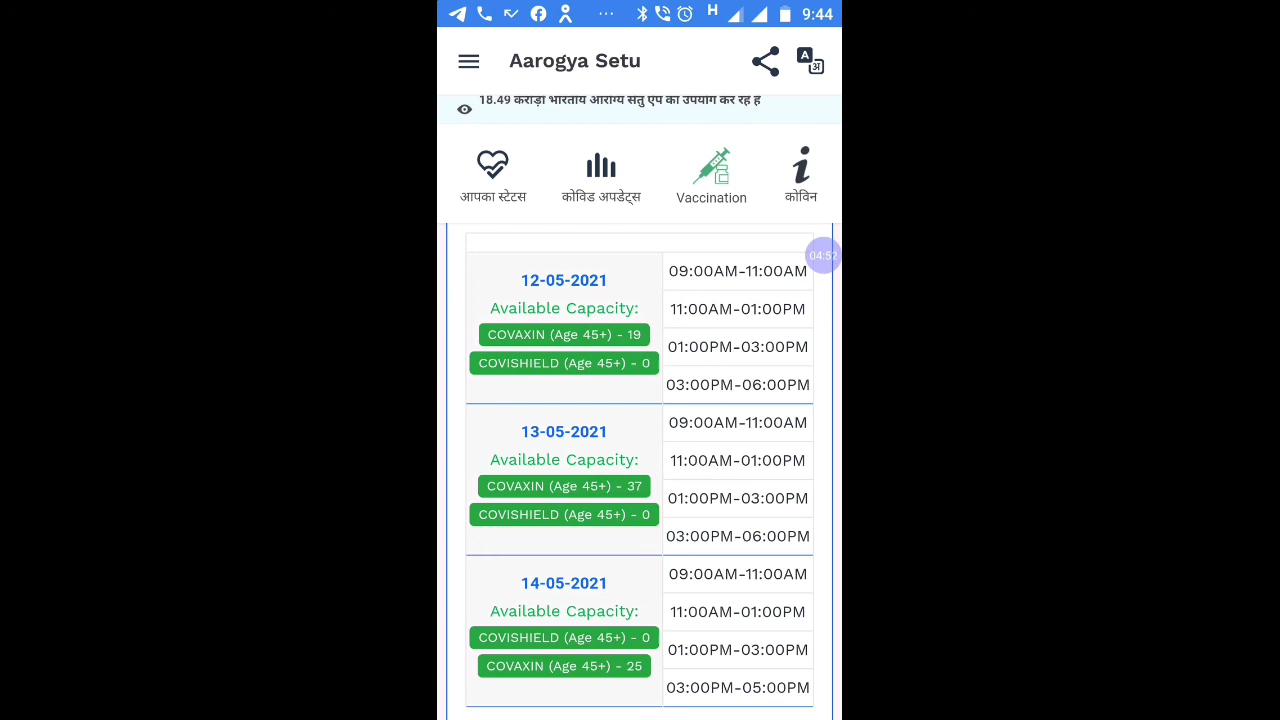 H 9:44
Aarogya Setu
A अ
18.49 करोड़ भारतीय आरोग्य सेतु ऐप का उपयोग कर रहे हैं
आपका स्टेटस कोविड अपडेट्स Vaccination कोविन
04:52
12-05-2021
Available Capacity:
COVAXIN (Age 45+) - 19
COVISHIELD (Age 45+) - 0
09:00AM-11:00AM
11:00AM-01:00PM
01:00PM-03:00PM
03:00PM-06:00PM
13-05-2021
Available Capacity:
COVAXIN (Age 45+) - 37
COVISHIELD (Age 45+) - 0
09:00AM-11:00AM
11:00AM-01:00PM
01:00PM-03:00PM
03:00PM-06:00PM
14-05-2021
Available Capacity:
COVISHIELD (Age 45+) - 0
COVAXIN (Age 45+) - 25
09:00AM-11:00AM
11:00AM-01:00PM
01:00PM-03:00PM
03:00PM-05:00PM